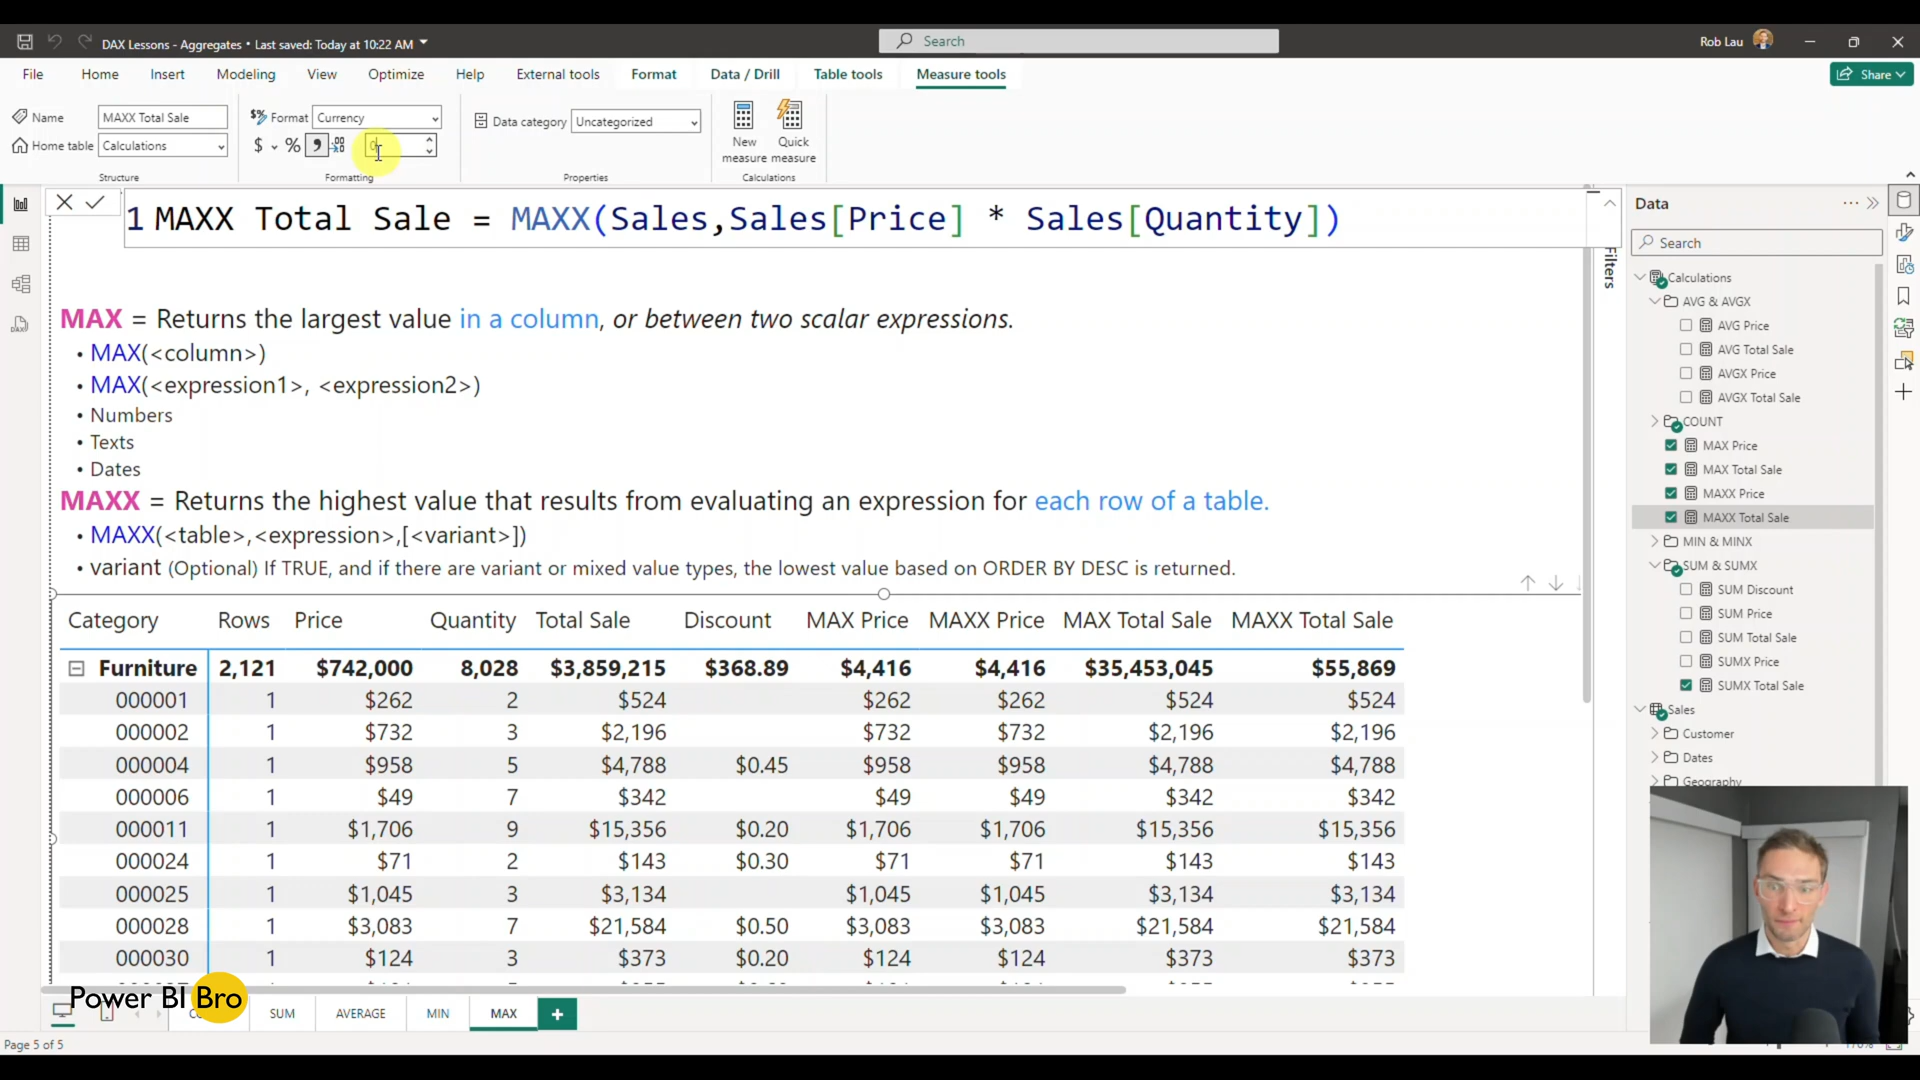 DAX Lessons - Aggregates • Last saved: Today at 10:22 AM
Search
Rob Lau
File Home Insert Modeling View Optimize Help External tools Format Data / Drill Table tools Measure tools
Share
Name MAXX Total Sale
Home table Calculations
Structure
$% Format Currency
$ % 9 0
Formatting
Data category Uncategorized
Properties
New measure
Quick measure
Calculations
1 MAXX Total Sale = MAXX(Sales,Sales[Price] * Sales[Quantity])
MAX = Returns the largest value in a column, or between two scalar expressions.
• MAX(<column>)
• MAX(<expression1>, <expression2>)
• Numbers
• Texts
• Dates
MAXX = Returns the highest value that results from evaluating an expression for each row of a table.
• MAXX(<table>,<expression>,[<variant>])
• variant (Optional) If TRUE, and if there are variant or mixed value types, the lowest value based on ORDER BY DESC is returned.
Category Rows Price Quantity Total Sale Discount MAX Price MAXX Price MAX Total Sale MAXX Total Sale
Furniture 2,121 $742,000 8,028 $3,859,215 $368.89 $4,416 $4,416 $35,453,045 $55,869
000001 1 $262 2 $524 $262 $262 $524 $524
000002 1 $732 3 $2,196 $732 $732 $2,196 $2,196
000004 1 $958 5 $4,788 $0.45 $958 $958 $4,788 $4,788
000006 1 $49 7 $342 $49 $49 $342 $342
000011 1 $1,706 9 $15,356 $0.20 $1,706 $1,706 $15,356 $15,356
000024 1 $71 2 $143 $0.30 $71 $71 $143 $143
000025 1 $1,045 3 $3,134 $1,045 $1,045 $3,134 $3,134
000028 1 $3,083 7 $21,584 $0.50 $3,083 $3,083 $21,584 $21,584
000030 1 $124 3 $373 $0.20 $124 $124 $373 $373
Filters
Data
Search
Calculations
AVG & AVGX
AVG Price
AVG Total Sale
AVGX Price
AVGX Total Sale
COUNT
MAX Price
MAX Total Sale
MAXX Price
MAXX Total Sale
MIN & MINX
SUM & SUMX
SUM Discount
SUM Price
SUM Total Sale
SUMX Price
SUMX Total Sale
Sales
Customer
Dates
Geography
Power BI Bro
SUM AVERAGE MIN MAX
Page 5 of 5